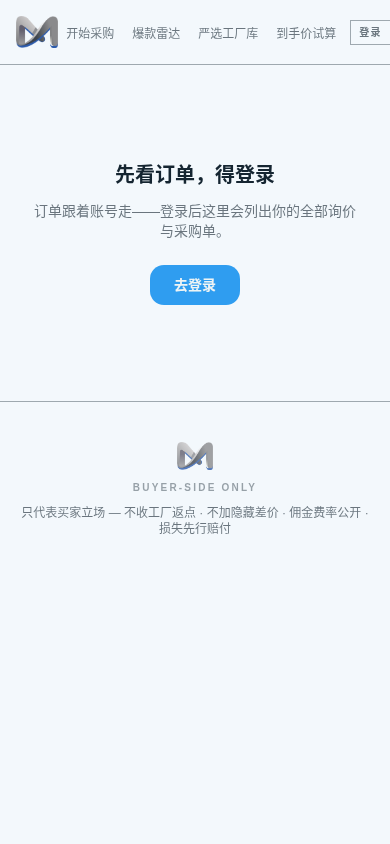 开始采购 爆款雷达 严选工厂库 到手价试算 登录
先看订单，得登录
订单跟着账号走——登录后这里会列出你的全部询价
与采购单。
去登录
BUYER-SIDE ONLY
只代表买家立场 — 不收工厂返点 · 不加隐藏差价 · 佣金费率公开 ·
损失先行赔付